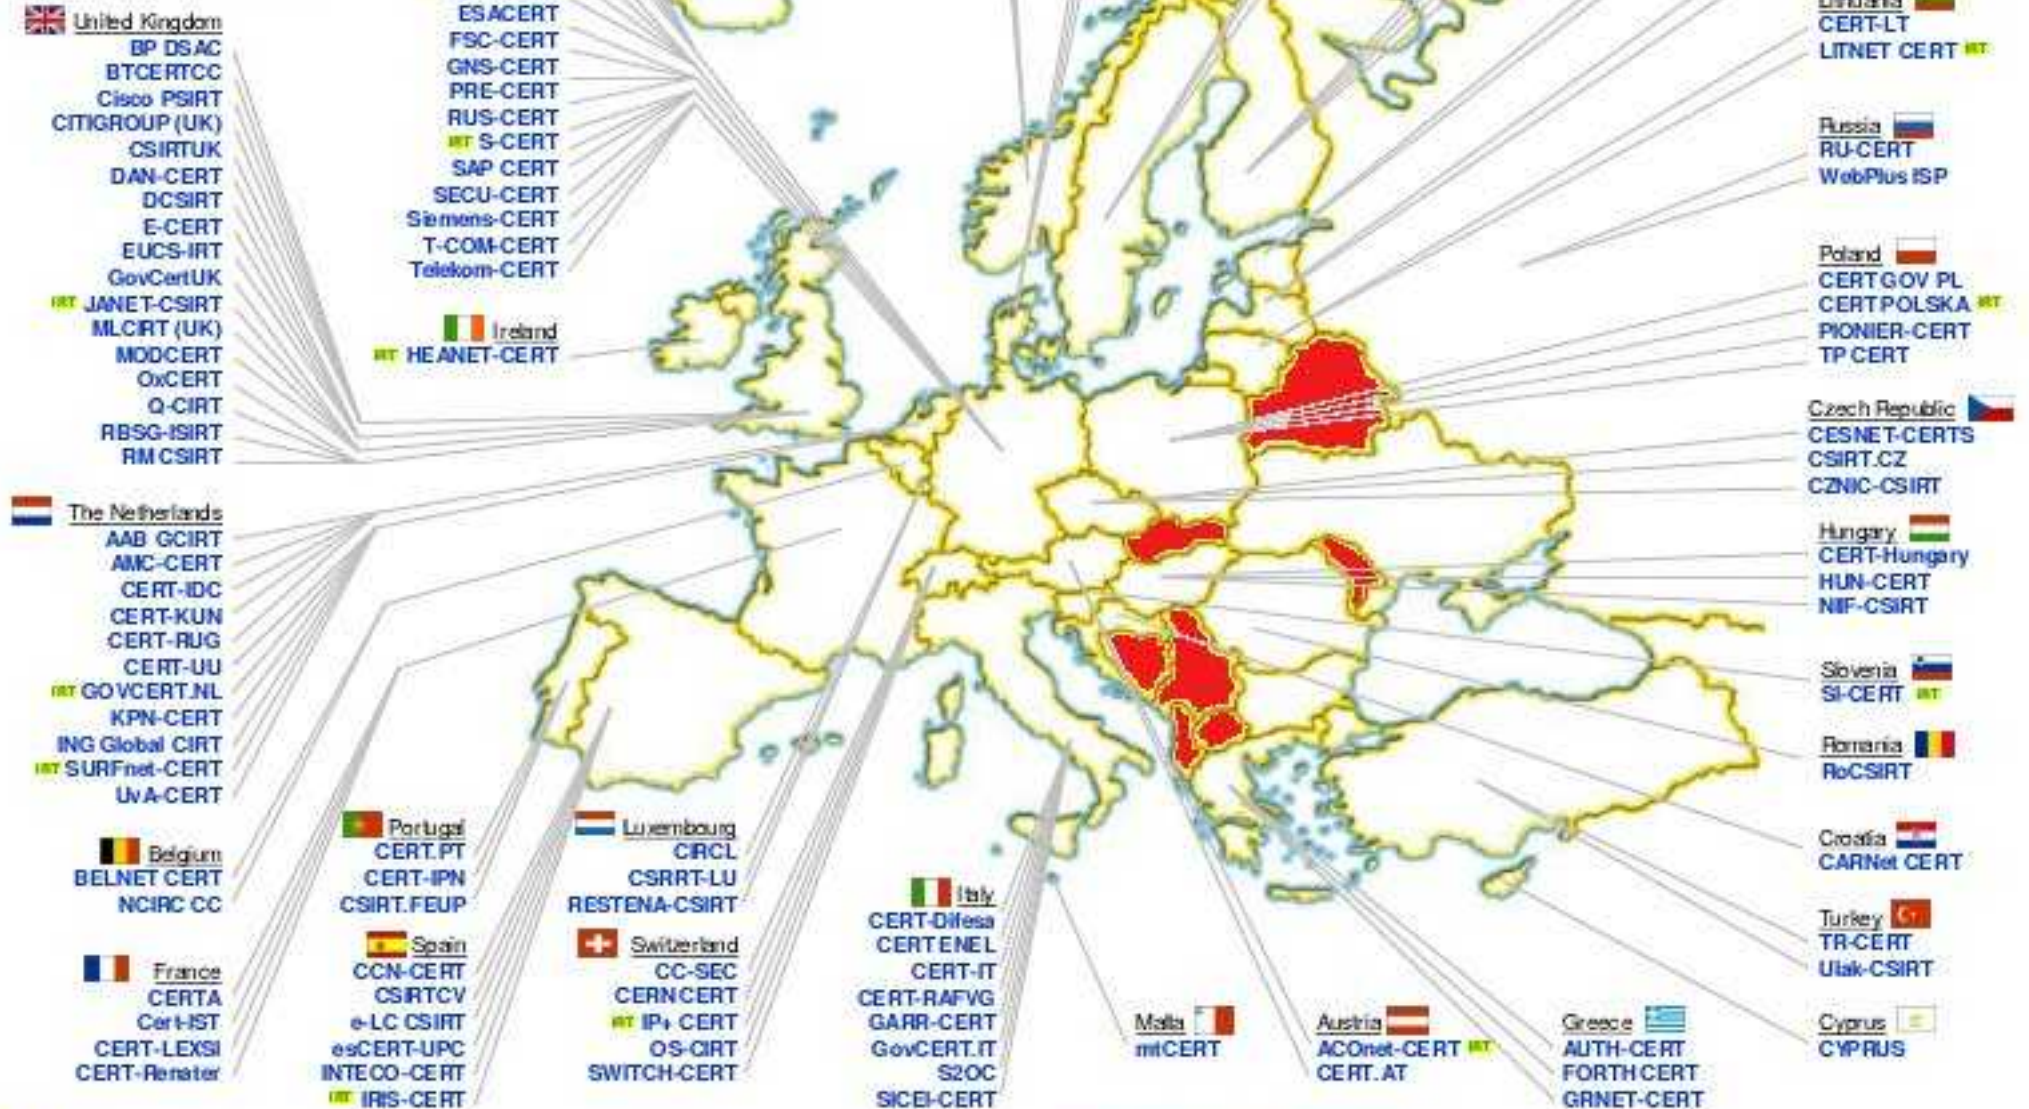 United Kingdom
BP DSAC
BTCERTCC
Cisco PSIRT
CITIGROUP (UK)
CSIRTUK
DAN-CERT
DCSIRT
E-CERT
EUCS-IRT
GovCertUK
IRT JANET-CSIRT
MLCIRT (UK)
MODCERT
OxCERT
Q-CIRT
RBSG-ISIRT
RM CSIRT
The Netherlands
AAB GCIRT
AMC-CERT
CERT-IDC
CERT-KUN
CERT-RUG
CERT-UU
IRT GOVCERT.NL
KPN-CERT
ING Global CIRT
IRT SURFnet-CERT
UvA-CERT
Belgium
BELNET CERT
NCIRC CC
France
CERTA
Cert-IST
CERT-LEXSI
CERT-Renater
ESACERT
FSC-CERT
GNS-CERT
PRE-CERT
RUS-CERT
IRT S-CERT
SAP CERT
SECU-CERT
Siemens-CERT
T-COM-CERT
Telekom-CERT
Ireland
IRT HEANET-CERT
Portugal
CERT.PT
CERT-IPN
CSIRT.FEUP
Spain
CCN-CERT
CSIRTCV
e-LC CSIRT
esCERT-UPC
INTECO-CERT
IRT IRIS-CERT
Luxembourg
CIRCL
CSRRT-LU
RESTENA-CSIRT
Switzerland
CC-SEC
CERN CERT
IRT IP+ CERT
OS-CIRT
SWITCH-CERT
Italy
CERT-Difesa
CERT ENEL
CERT-IT
CERT-RAFVG
GARR-CERT
GovCERT.IT
S2OC
SICEI-CERT
Malta
mtCERT
Austria
ACOnet-CERT IRT
CERT.AT
Greece
AUTH-CERT
FORTH CERT
GRNET-CERT
Lithuania
CERT-LT
LITNET CERT IRT
Russia
RU-CERT
WebPlus ISP
Poland
CERT GOV PL
CERT POLSKA IRT
PIONIER-CERT
TP CERT
Czech Republic
CESNET-CERTS
CSIRT.CZ
CZNIC-CSIRT
Hungary
CERT-Hungary
HUN-CERT
NIIF-CSIRT
Slovenia
SI-CERT IRT
Romania
RoCSIRT
Croatia
CARNet CERT
Turkey
TR-CERT
Ulak-CSIRT
Cyprus
CYPRUS